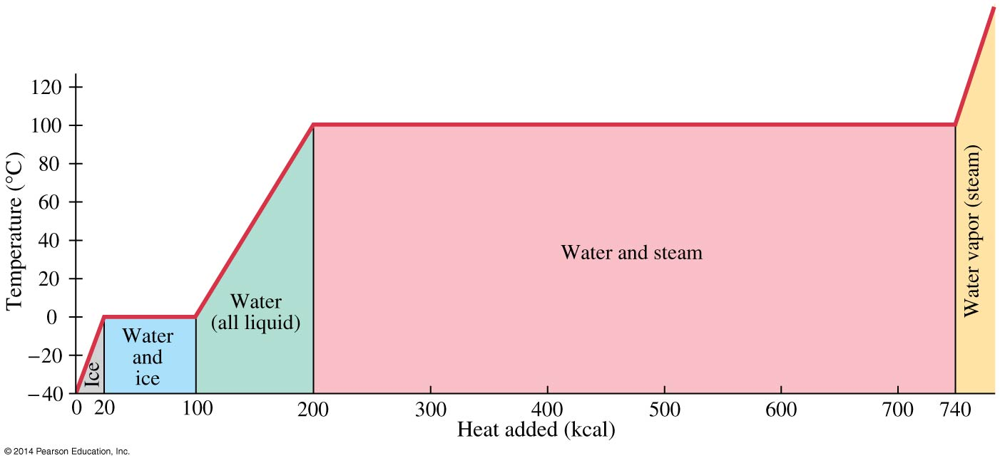 120
100
80
60
40
20
0
−20
−40
Temperature (°C)
Ice
Water
and
ice
Water
(all liquid)
Water and steam
Water vapor (steam)
0 20 100 200 300 400 500 600 700 740
Heat added (kcal)
© 2014 Pearson Education, Inc.